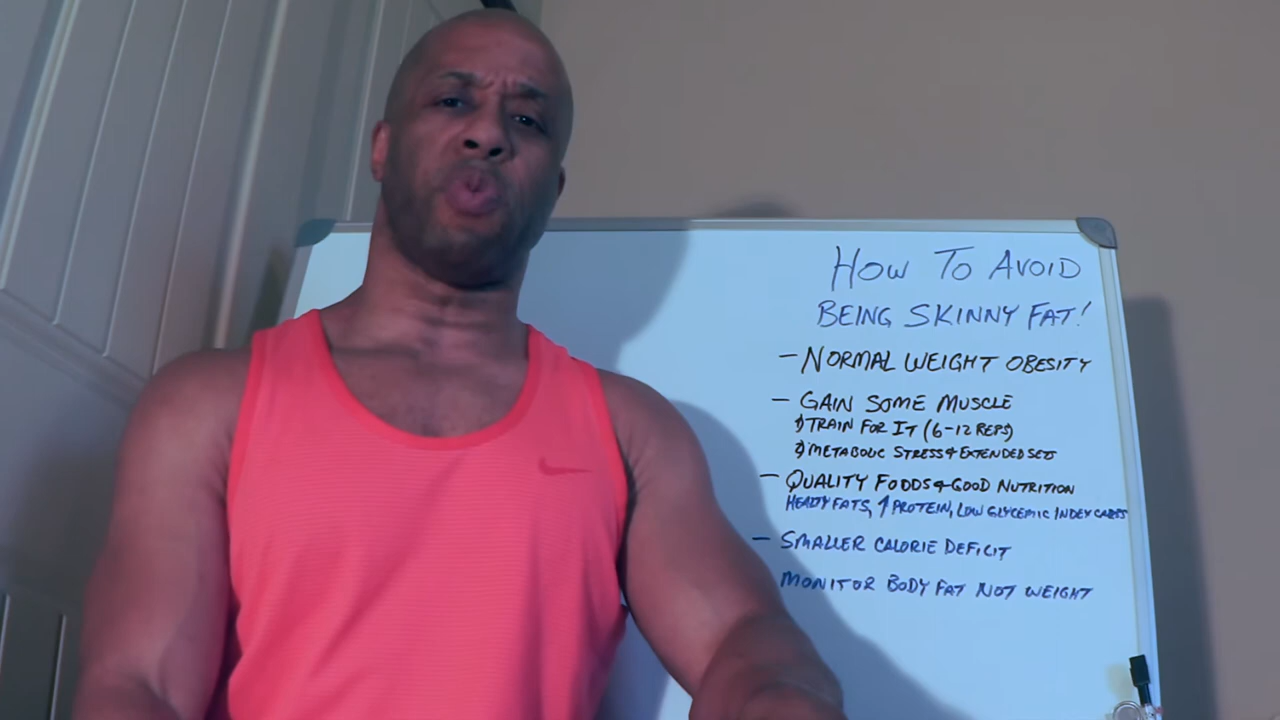 HOW TO AVOID
BEING SKINNY FAT!
- NORMAL WEIGHT OBESITY
- GAIN SOME MUSCLE
1) TRAIN FOR IT (6-12 REPS)
2) METABOLIC STRESS & EXTENDED SETS
- QUALITY FOODS & GOOD NUTRITION
FATS, ↑ PROTEIN, LOW GLYCEMIC INDEX CARBS
- SMALLER CALORIE DEFICIT
MONITOR BODY FAT NOT WEIGHT